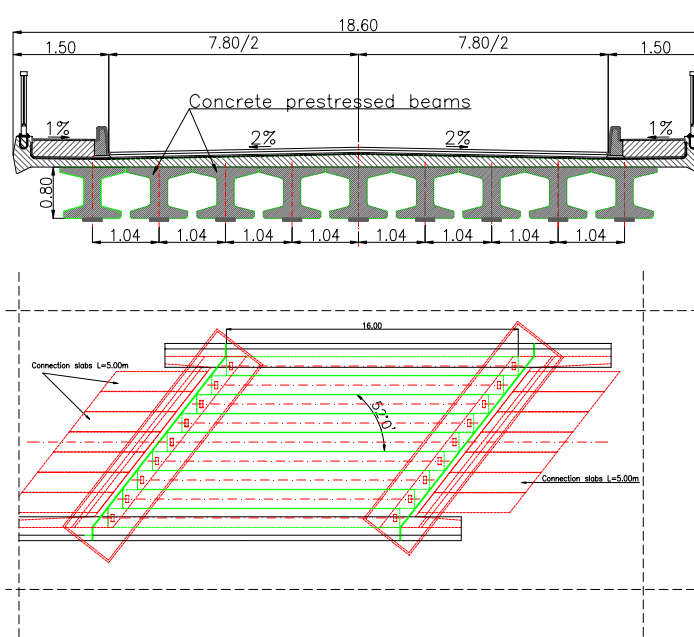 18.60
1.50 7.80/2 7.80/2 1.50
Concrete prestressed beams
1% 2% 2% 1%
0.80
1.04 1.04 1.04 1.04 1.04 1.04 1.04 1.04
16.00
Connection slabs L=5.00m
52°0'
Connection slabs L=5.00m